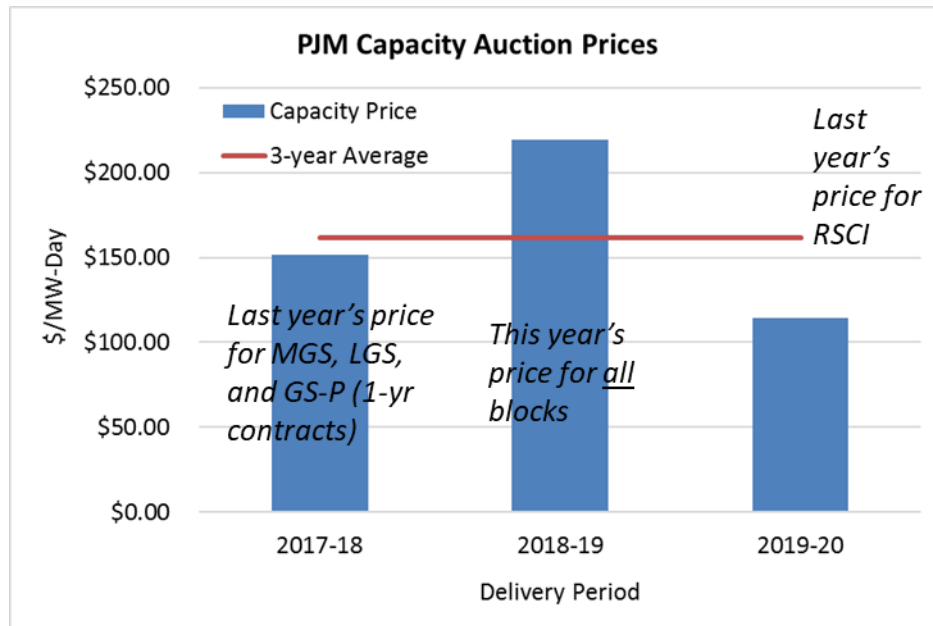 PJM Capacity Auction Prices
$250.00
$200.00
$150.00
$100.00
$50.00
$0.00
$/MW-Day
Capacity Price
3-year Average
Last
year’s
price for
RSCI
Last year’s price
for MGS, LGS,
and GS-P (1-yr
contracts)
This year’s
price for all
blocks
2017-18
2018-19
2019-20
Delivery Period